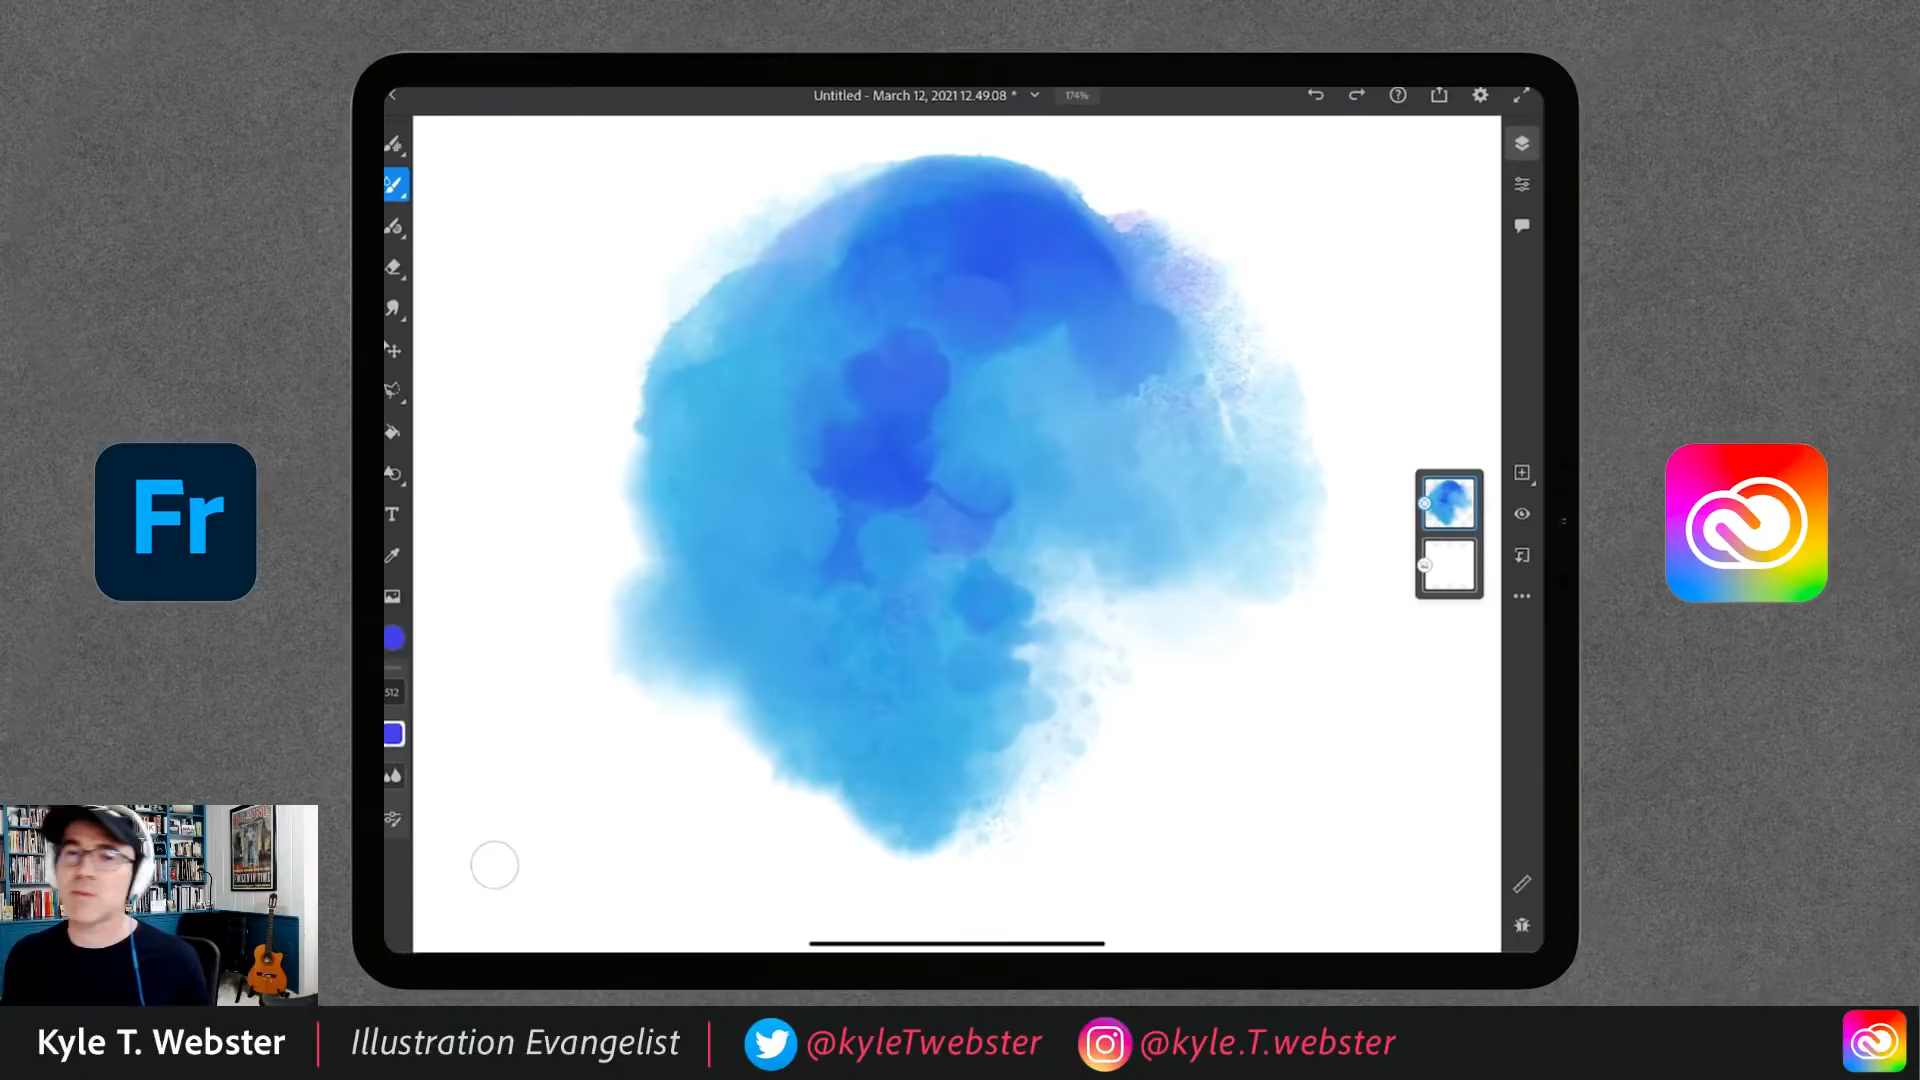 Untitled - March 12, 2021 12.49.08 *
174%
T
512
Fr
Kyle T. Webster
Illustration Evangelist
@kyleTwebster
@kyle.T.webster